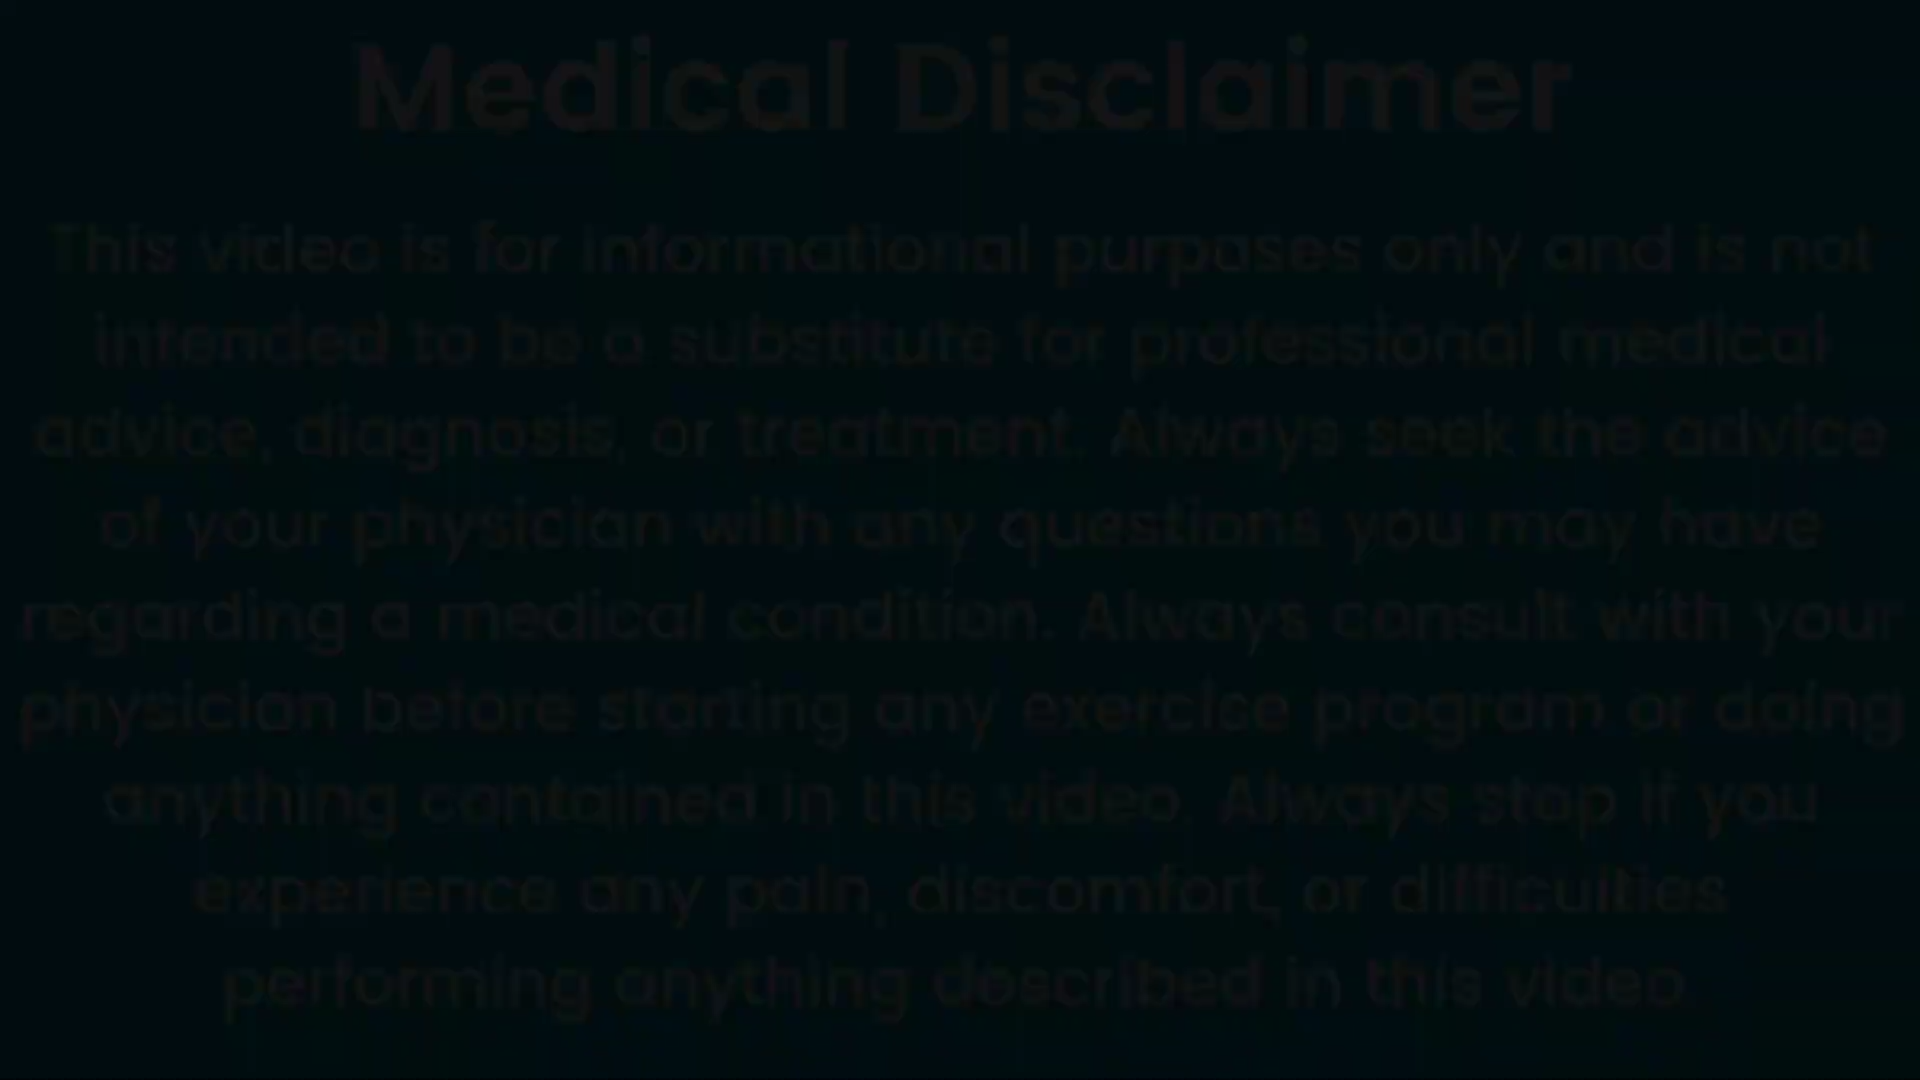 Medical Disclaimer
This video is for informational purposes only and is not
intended to be a substitute for professional medical
advice, diagnosis, or treatment. Always seek the advice
of your physician with any questions you may have
regarding a medical condition. Always consult with your
physician before starting any exercise program or doing
anything contained in this video. Always stop if you
experience any pain, discomfort, or difficulties
performing anything described in this video